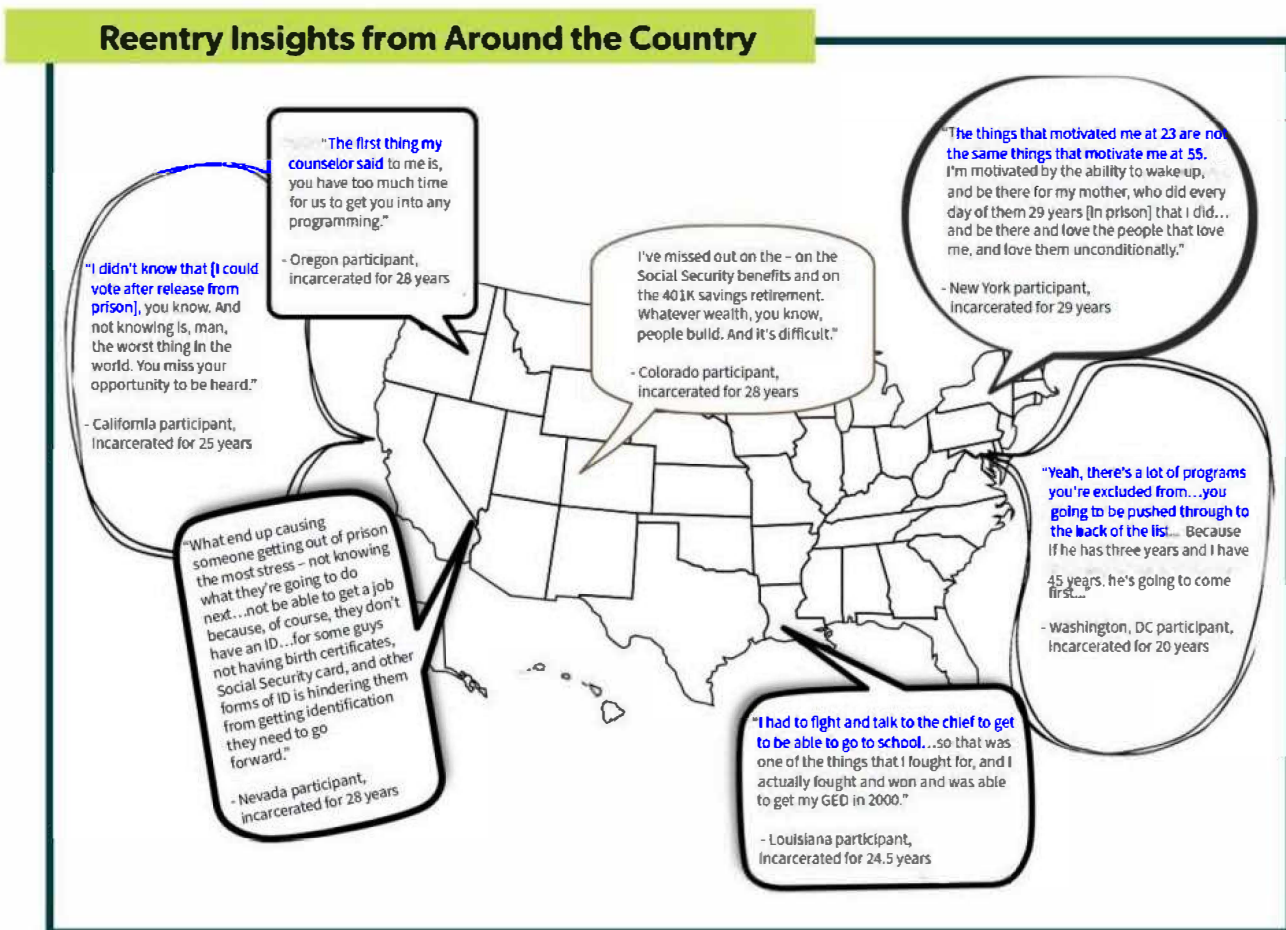 Reentry Insights from Around the Country
"The first thing my
counselor said to me is,
you have too much time
for us to get you into any
programming."
- Oregon participant,
incarcerated for 28 years
"I didn't know that [I could
vote after release from
prison], you know. And
not knowing is, man,
the worst thing in the
world. You miss your
opportunity to be heard."
- California participant,
incarcerated for 25 years
I've missed out on the – on the
Social Security benefits and on
the 401K savings retirement.
Whatever wealth, you know,
people build. And it's difficult."
- Colorado participant,
incarcerated for 28 years
"The things that motivated me at 23 are not
the same things that motivate me at 55.
I'm motivated by the ability to wake up,
and be there for my mother, who did every
day of them 29 years [in prison] that I did...
and be there and love the people that love
me, and love them unconditionally."
- New York participant,
incarcerated for 29 years
"What end up causing
someone getting out of prison
the most stress – not knowing
what they're going to do
next...not be able to get a job
because, of course, they don't
have an ID...for some guys
not having birth certificates,
Social Security card, and other
forms of ID is hindering them
from getting identification
they need to go
forward."
- Nevada participant,
incarcerated for 28 years
"Yeah, there's a lot of programs
you're excluded from...you
going to be pushed through to
the back of the list... Because
if he has three years and I have
45 years, he's going to come
first..."
- Washington, DC participant,
incarcerated for 20 years
"I had to fight and talk to the chief to get
to be able to go to school...so that was
one of the things that I fought for, and I
actually fought and won and was able
to get my GED in 2000."
- Louisiana participant,
incarcerated for 24.5 years